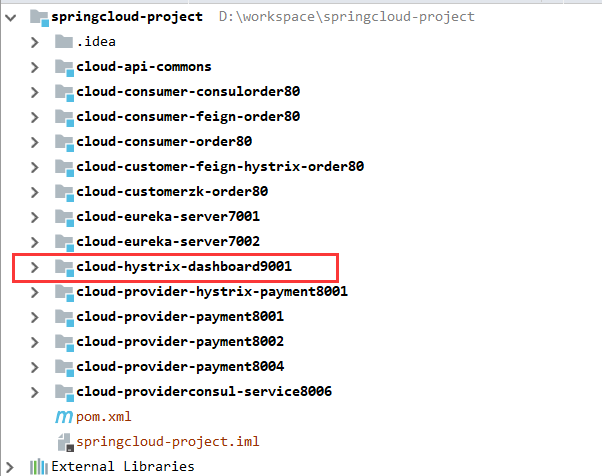 springcloud-project D:\workspace\springcloud-project
.idea
cloud-api-commons
cloud-consumer-consulorder80
cloud-consumer-feign-order80
cloud-consumer-order80
cloud-customer-feign-hystrix-order80
cloud-customerzk-order80
cloud-eureka-server7001
cloud-eureka-server7002
cloud-hystrix-dashboard9001
cloud-provider-hystrix-payment8001
cloud-provider-payment8001
cloud-provider-payment8002
cloud-provider-payment8004
cloud-providerconsul-service8006
m pom.xml
springcloud-project.iml
External Libraries